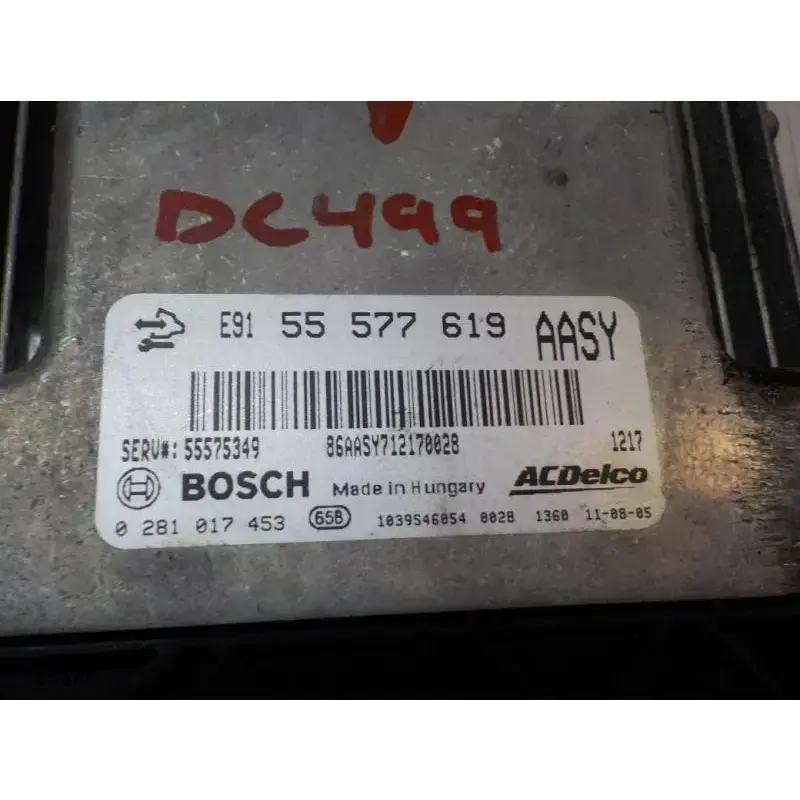 DC499
E91 55 577 619 AASY
SERV#: 55575349 86AASY712170028 1217
BOSCH Made in Hungary ACDelco
0 281 017 453 65B 1039S46054 0028 1360 11-08-05